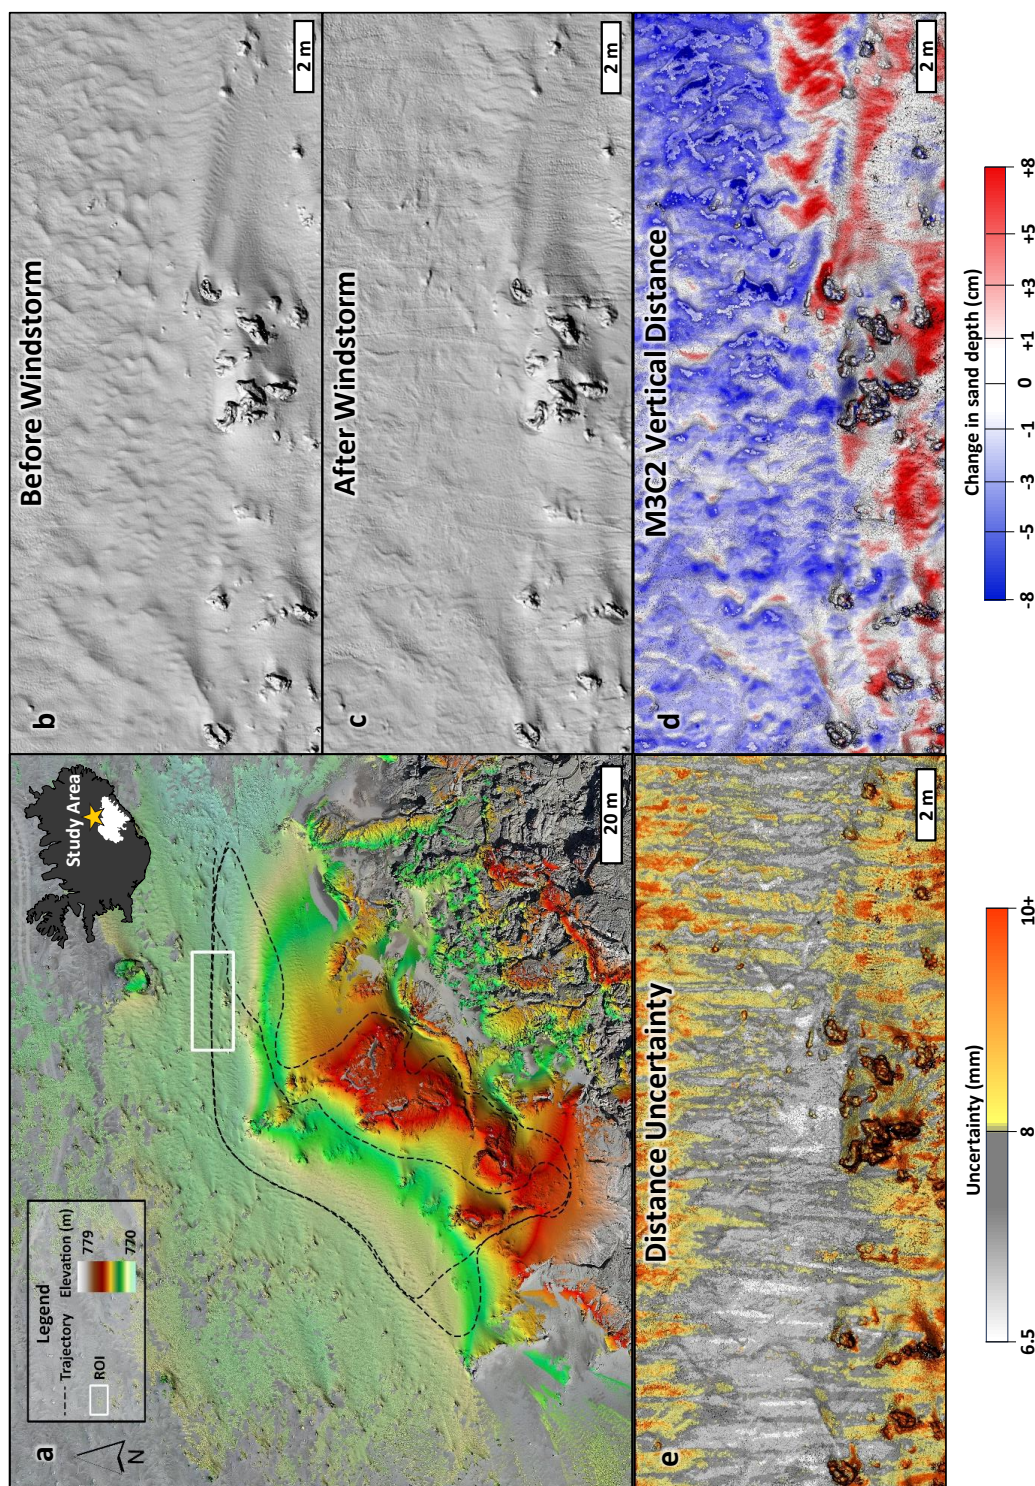 a
N
Legend
Trajectory
ROI
Elevation (m)
779
770
Study Area
20 m
b
Before Windstorm
2 m
c
After Windstorm
2 m
d
M3C2 Vertical Distance
2 m
e
Distance Uncertainty
2 m
6.5
8
10+
Uncertainty (mm)
-8
-5
-3
-1
0
+1
+3
+5
+8
Change in sand depth (cm)